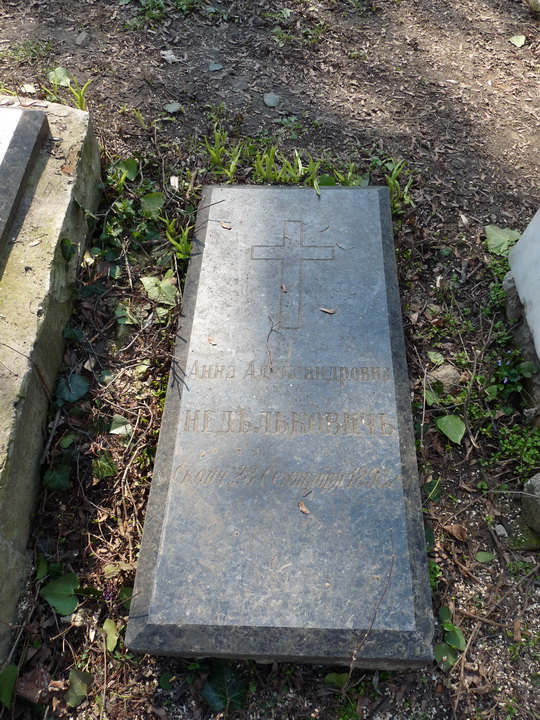 Анна Александровна
НЕДѢЛЬКОВИЧЪ
Сконч. 22 Сентября